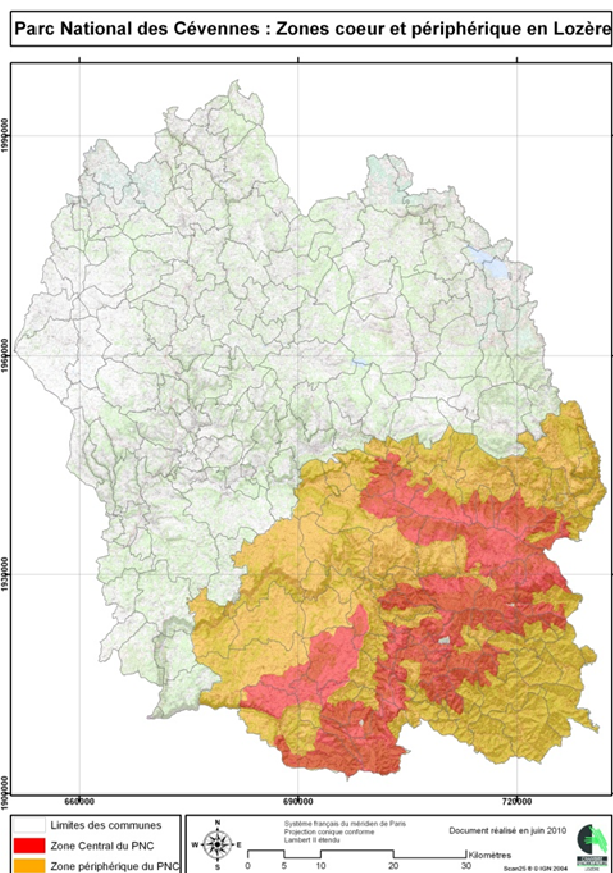 Parc National des Cévennes : Zones coeur et périphérique en Lozère
1990000
1960000
1930000
1900000
660000
690000
720000
Limites des communes
Zone Central du PNC
Zone périphérique du PNC
N
W
E
S
Système français du méridien de Paris
Projection conique conforme
Lambert II étendu
0 5 10 20 30
Kilomètres
Document réalisé en juin 2010
Scan25 ® © IGN 2004